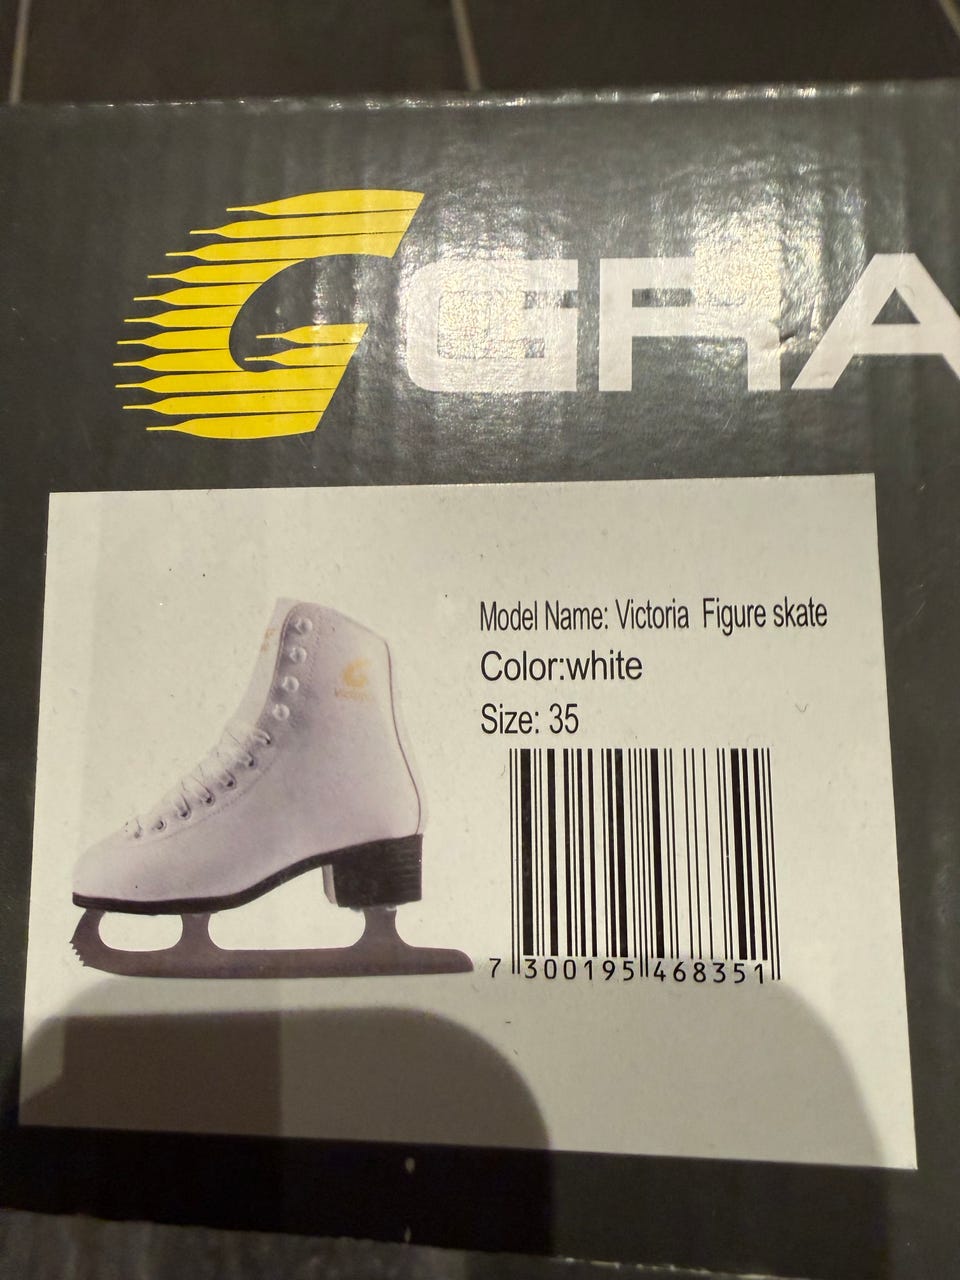 GRA
Model Name: Victoria Figure skate
Color:white
Size: 35
7 300195 468351